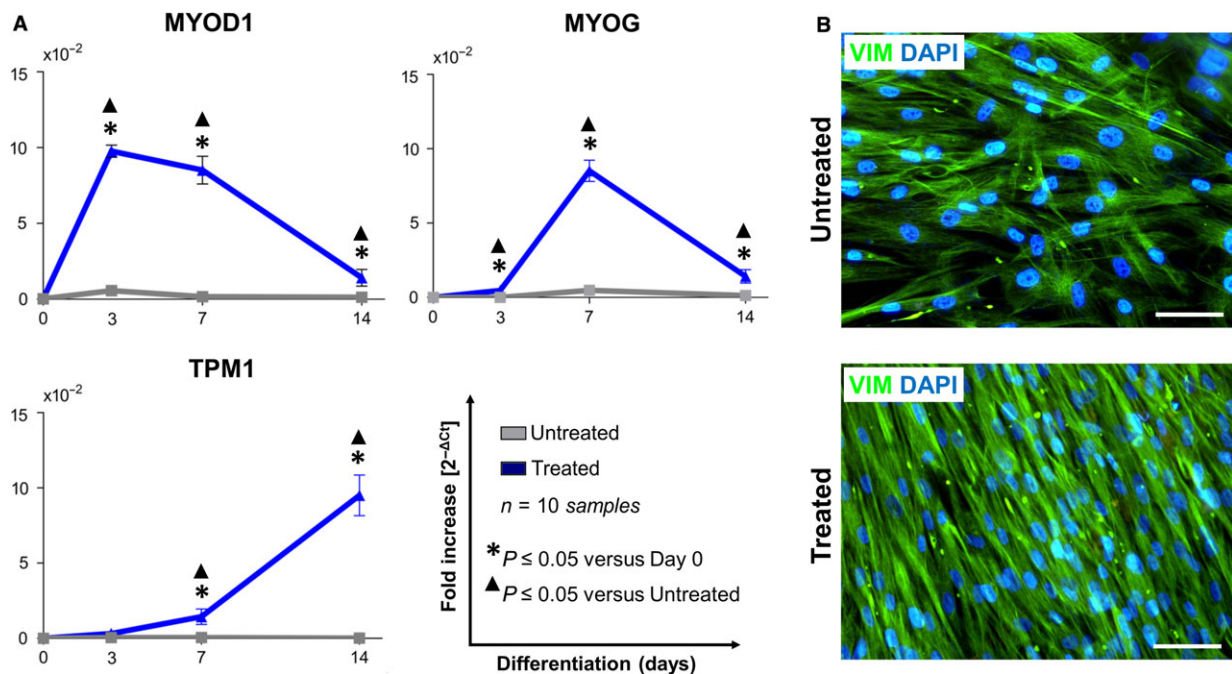 A
MYOD1
x10⁻²
15
10
5
0
0 3 7 14
▲
*
▲
*
▲
*
MYOG
x10⁻²
15
10
5
0
0 3 7 14
▲
*
▲
*
▲
*
TPM1
x10⁻²
15
10
5
0
0 3 7 14
▲
*
▲
*
Fold increase [2⁻ΔCt]
Untreated
Treated
n = 10 samples
*P ≤ 0.05 versus Day 0
▲P ≤ 0.05 versus Untreated
Differentiation (days)
B
Untreated
VIM DAPI
Treated
VIM DAPI